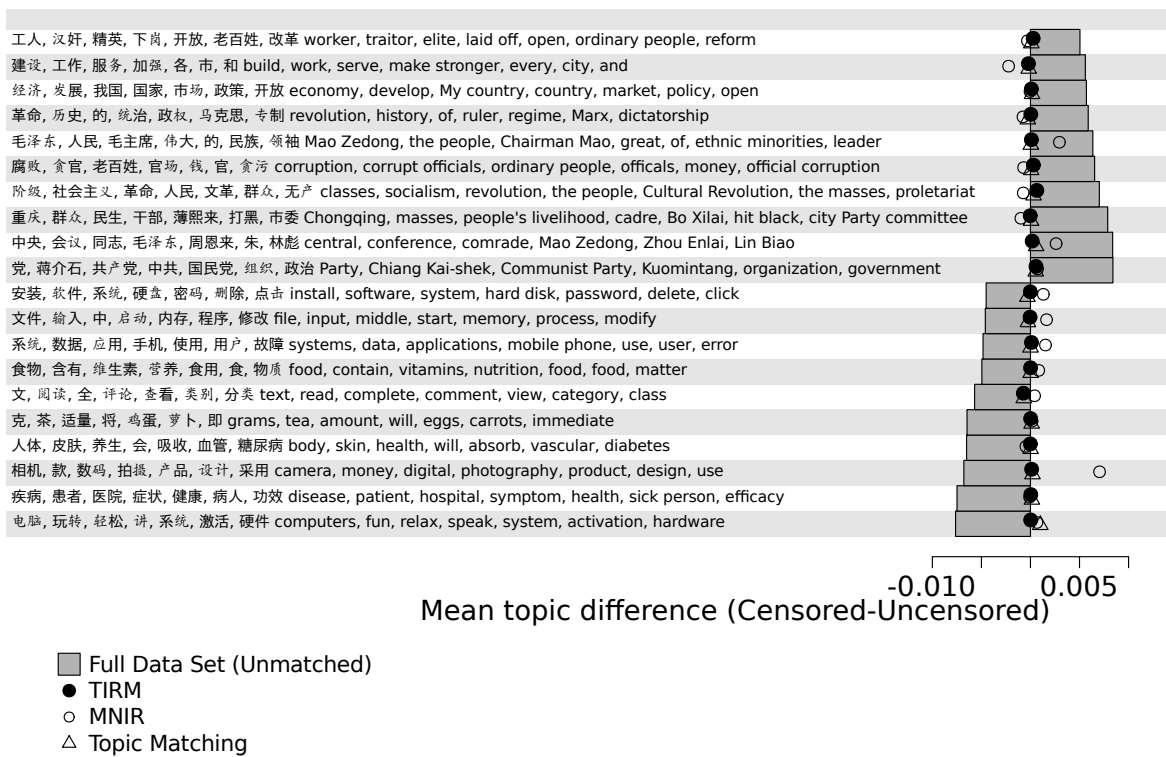 工人, 汉奸, 精英, 下岗, 开放, 老百姓, 改革 worker, traitor, elite, laid off, open, ordinary people, reform
建设, 工作, 服务, 加强, 各, 市, 和 build, work, serve, make stronger, every, city, and
经济, 发展, 我国, 国家, 市场, 政策, 开放 economy, develop, My country, country, market, policy, open
革命, 历史, 的, 统治, 政权, 马克思, 专制 revolution, history, of, ruler, regime, Marx, dictatorship
毛泽东, 人民, 毛主席, 伟大, 的, 民族, 领袖 Mao Zedong, the people, Chairman Mao, great, of, ethnic minorities, leader
腐败, 贪官, 老百姓, 官场, 钱, 官, 贪污 corruption, corrupt officials, ordinary people, officals, money, official corruption
阶级, 社会主义, 革命, 人民, 文革, 群众, 无产 classes, socialism, revolution, the people, Cultural Revolution, the masses, proletariat
重庆, 群众, 民生, 干部, 薄熙来, 打黑, 市委 Chongqing, masses, people's livelihood, cadre, Bo Xilai, hit black, city Party committee
中央, 会议, 同志, 毛泽东, 周恩来, 朱, 林彪 central, conference, comrade, Mao Zedong, Zhou Enlai, Lin Biao
党, 蒋介石, 共产党, 中共, 国民党, 组织, 政治 Party, Chiang Kai-shek, Communist Party, Kuomintang, organization, government
安装, 软件, 系统, 硬盘, 密码, 删除, 点击 install, software, system, hard disk, password, delete, click
文件, 输入, 中, 启动, 内存, 程序, 修改 file, input, middle, start, memory, process, modify
系统, 数据, 应用, 手机, 使用, 用户, 故障 systems, data, applications, mobile phone, use, user, error
食物, 含有, 维生素, 营养, 食用, 食, 物质 food, contain, vitamins, nutrition, food, food, matter
文, 阅读, 全, 评论, 查看, 类别, 分类 text, read, complete, comment, view, category, class
克, 茶, 适量, 将, 鸡蛋, 萝卜, 即 grams, tea, amount, will, eggs, carrots, immediate
人体, 皮肤, 养生, 会, 吸收, 血管, 糖尿病 body, skin, health, will, absorb, vascular, diabetes
相机, 款, 数码, 拍摄, 产品, 设计, 采用 camera, money, digital, photography, product, design, use
疾病, 患者, 医院, 症状, 健康, 病人, 功效 disease, patient, hospital, symptom, health, sick person, efficacy
电脑, 玩转, 轻松, 讲, 系统, 激活, 硬件 computers, fun, relax, speak, system, activation, hardware
-0.010 0.005
Mean topic difference (Censored-Uncensored)
Full Data Set (Unmatched)
TIRM
MNIR
Topic Matching